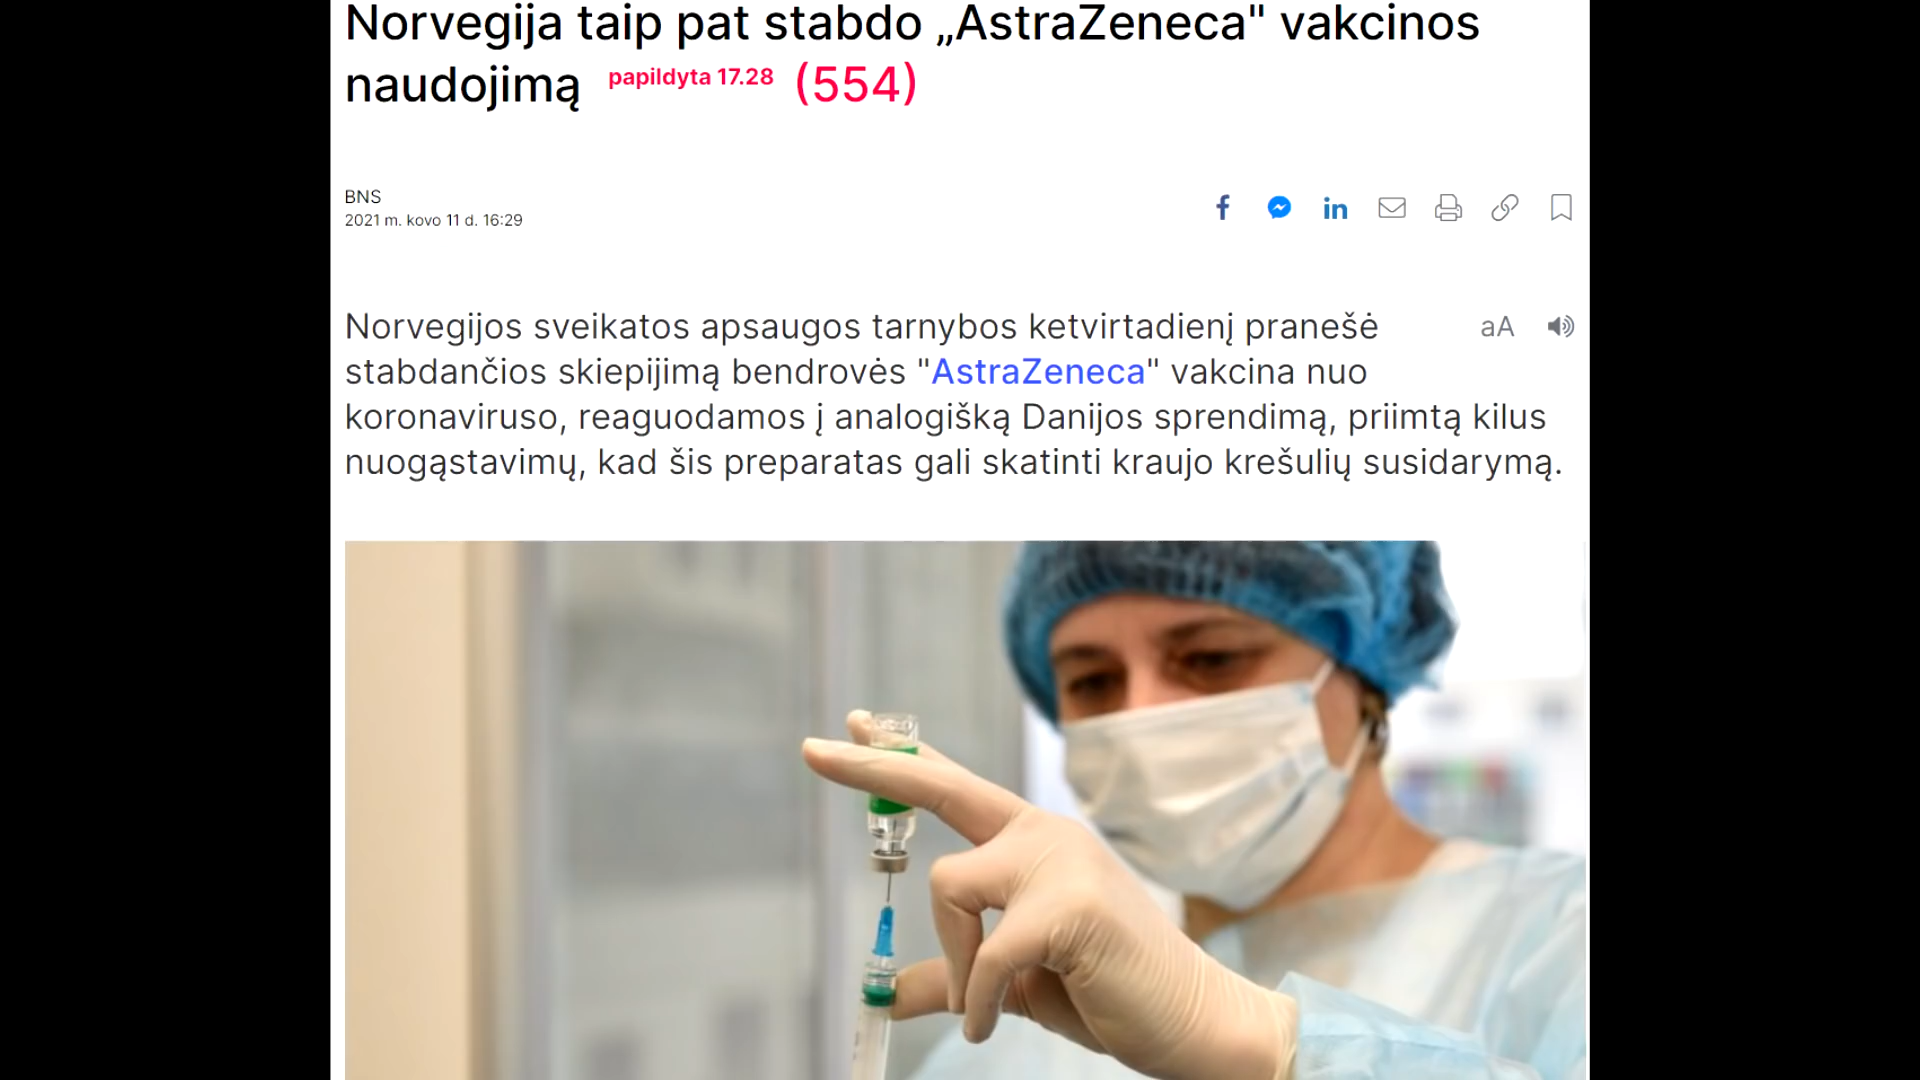 Norvegija taip pat stabdo „AstraZeneca" vakcinos
naudojimą papildyta 17.28 (554)
BNS
2021 m. kovo 11 d. 16:29
Norvegijos sveikatos apsaugos tarnybos ketvirtadienį pranešė
aA
stabdančios skiepijimą bendrovės "AstraZeneca" vakcina nuo
koronaviruso, reaguodamos į analogišką Danijos sprendimą, priimtą kilus
nuogąstavimų, kad šis preparatas gali skatinti kraujo krešulių susidarymą.